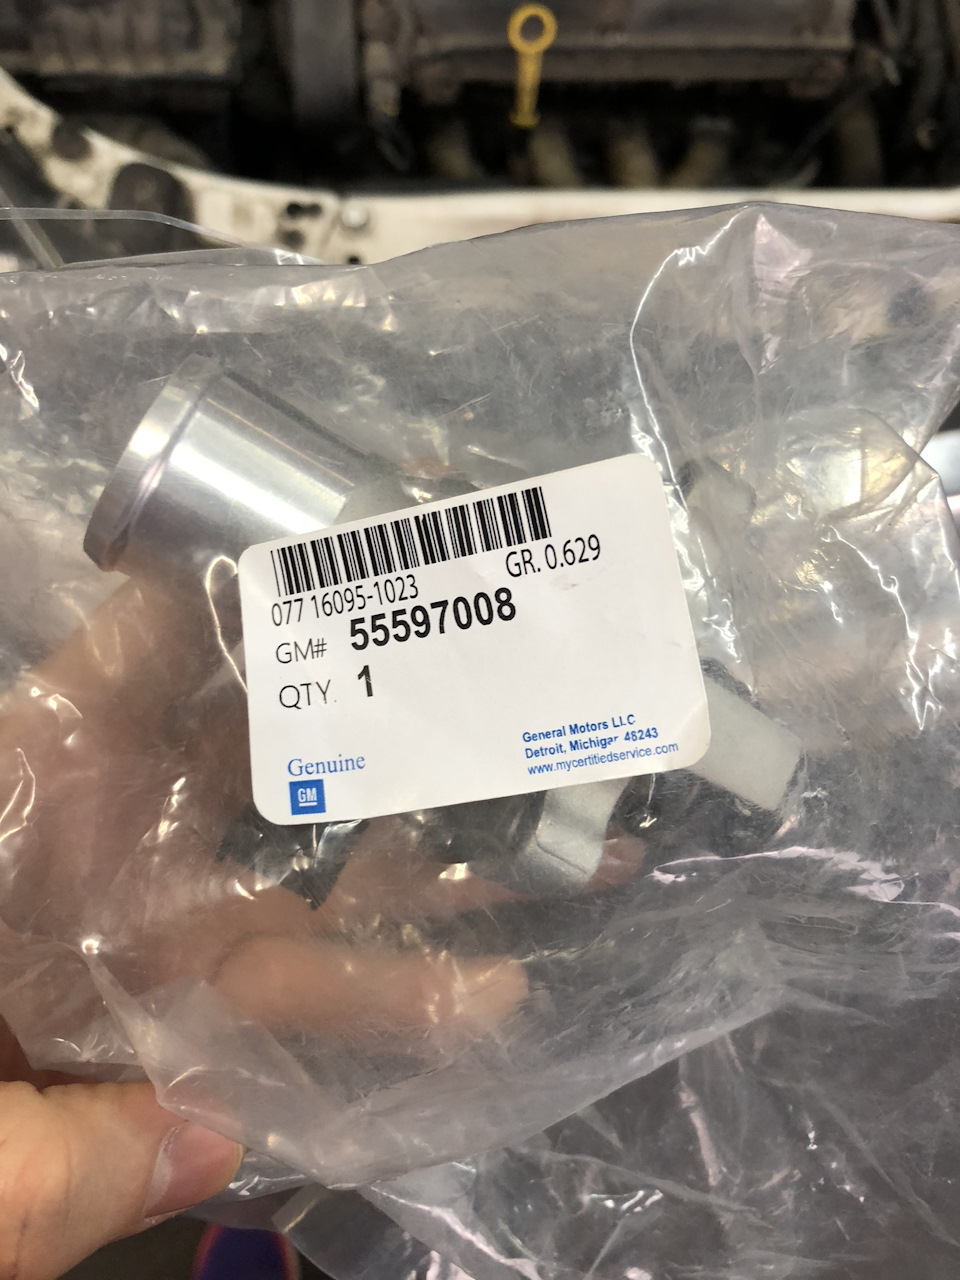 077 16095-1023
GR. 0.629
GM# 55597008
QTY. 1
General Motors LLC
Detroit, Michigan 48243
www.mycertifiedservice.com
Genuine
GM